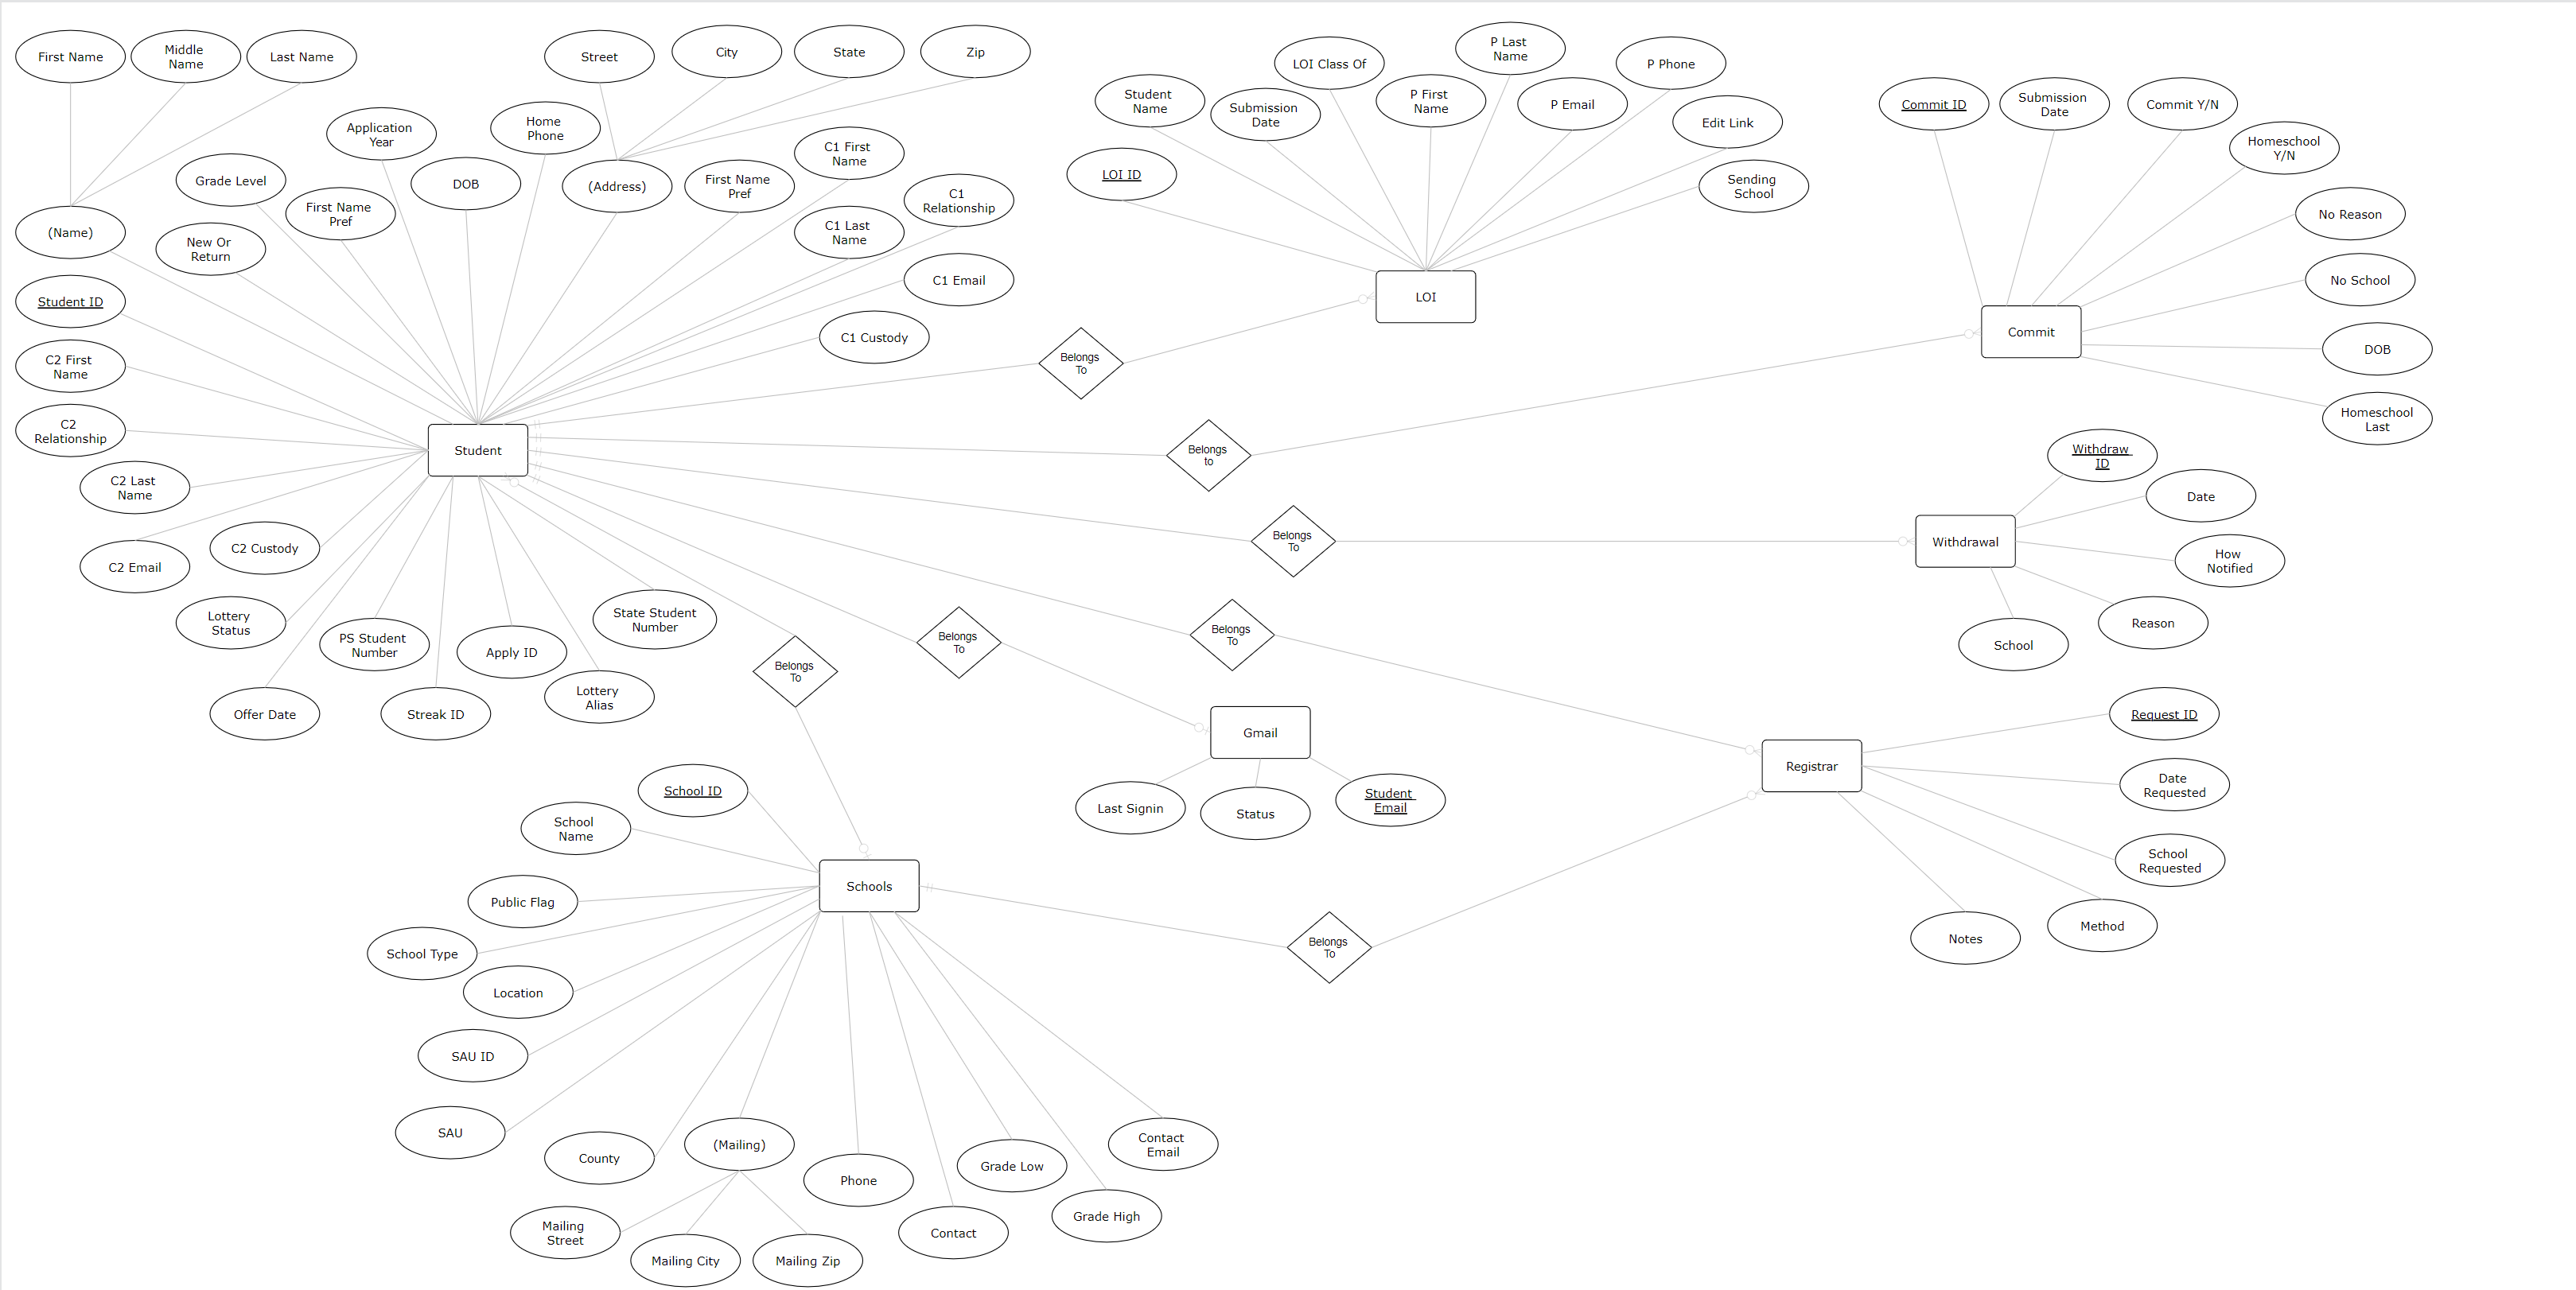 First Name
Middle
Name
Last Name
Street
City
State
Zip
Application
Year
Home
Phone
Grade Level
First Name
Pref
DOB
(Address)
First Name
Pref
C1 First
Name
C1
Relationship
(Name)
New Or
Return
C1 Last
Name
C1 Email
C1 Custody
Student ID
C2 First
Name
C2
Relationship
C2 Last
Name
C2 Email
C2 Custody
Lottery
Status
Offer Date
PS Student
Number
Streak ID
Apply ID
Lottery
Alias
State Student
Number
Student
LOI ID
Student
Name
Submission
Date
LOI Class Of
P First
Name
P Last
Name
P Email
P Phone
Edit Link
Sending
School
LOI
Commit ID
Submission
Date
Commit Y/N
Homeschool
Y/N
No Reason
No School
DOB
Homeschool
Last
Commit
Belongs
To
Belongs
to
Belongs
To
Belongs
To
Belongs
To
Belongs
To
Withdrawal
Withdraw
ID
Date
How
Notified
Reason
School
Gmail
Last Signin
Status
Student
Email
Registrar
Request ID
Date
Requested
School
Requested
Method
Notes
Belongs
To
Schools
School ID
School
Name
Public Flag
School Type
Location
SAU ID
SAU
County
(Mailing)
Mailing
Street
Mailing City
Mailing Zip
Phone
Contact
Grade Low
Grade High
Contact
Email